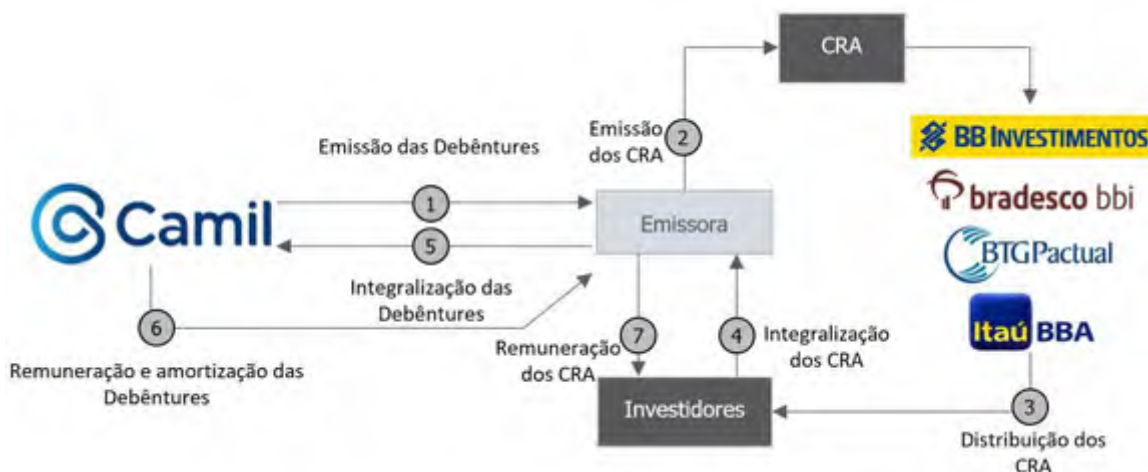 CRA
Emissão
dos CRA
2
BB INVESTIMENTOS
Emissão das Debêntures
bradesco bbi
Camil
1
Emissora
BTGPactual
5
Integralização das
Debêntures
Itaú BBA
6
Remuneração
dos CRA
7
4
Integralização
dos CRA
Remuneração e amortização das
Debêntures
Investidores
3
Distribuição dos
CRA